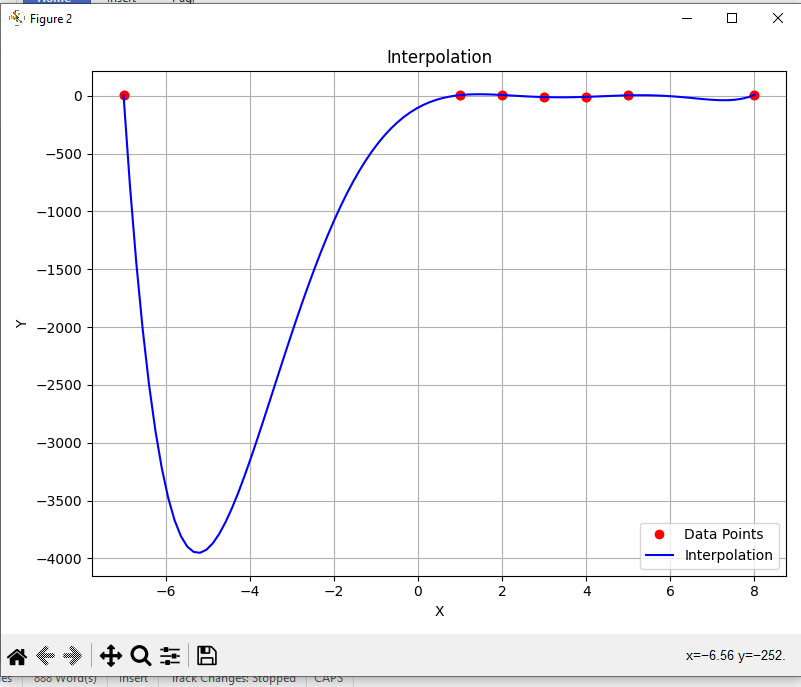 Figure 2
Interpolation
0
−500
−1000
−1500
−2000
−2500
−3000
−3500
−4000
Y
Data Points
Interpolation
−6 −4 −2 0 2 4 6 8
X
x=−6.56 y=−252.
es 888 Word(s) Insert Track Changes: Stopped CAPS